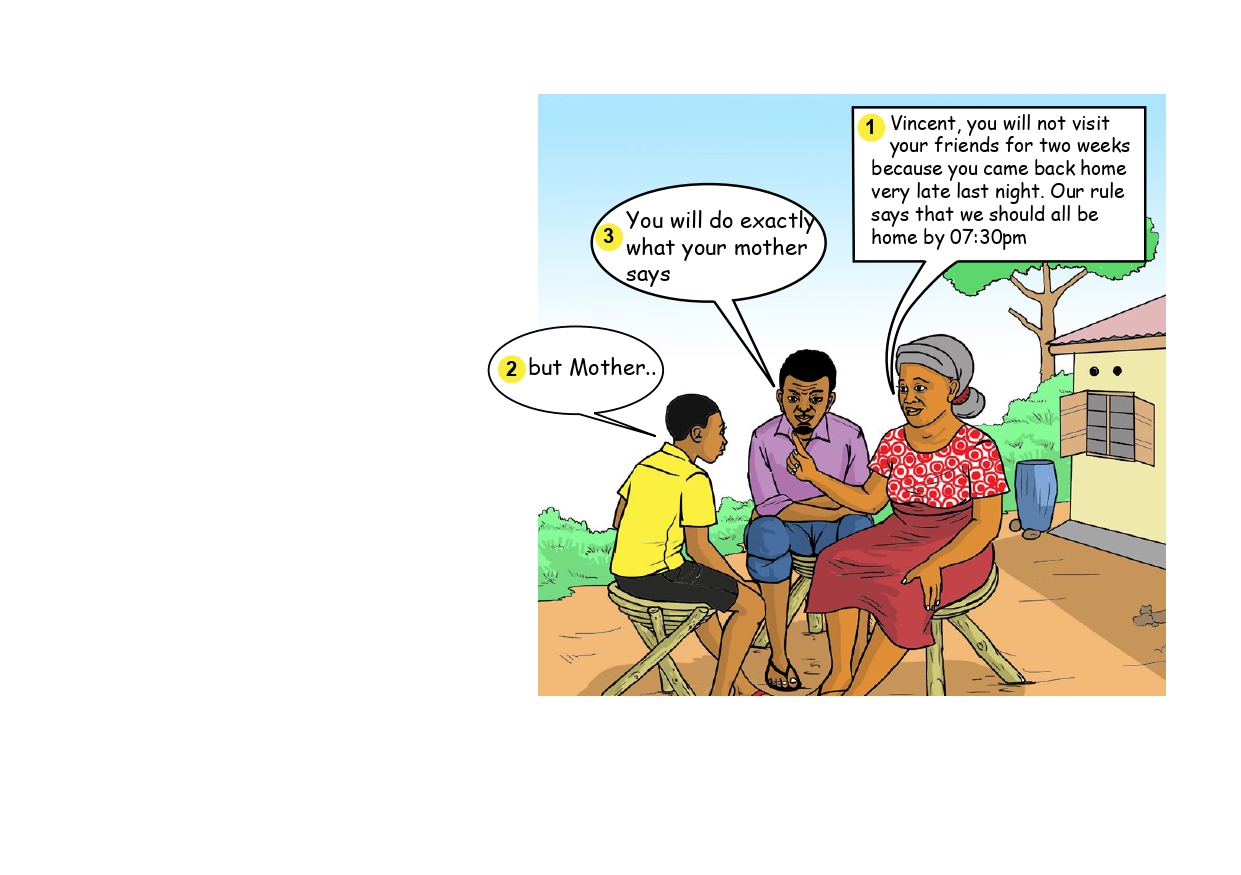 1 Vincent, you will not visit
your friends for two weeks
because you came back home
very late last night. Our rule
says that we should all be
home by 07:30pm
2 but Mother..
3 You will do exactly
what your mother
says